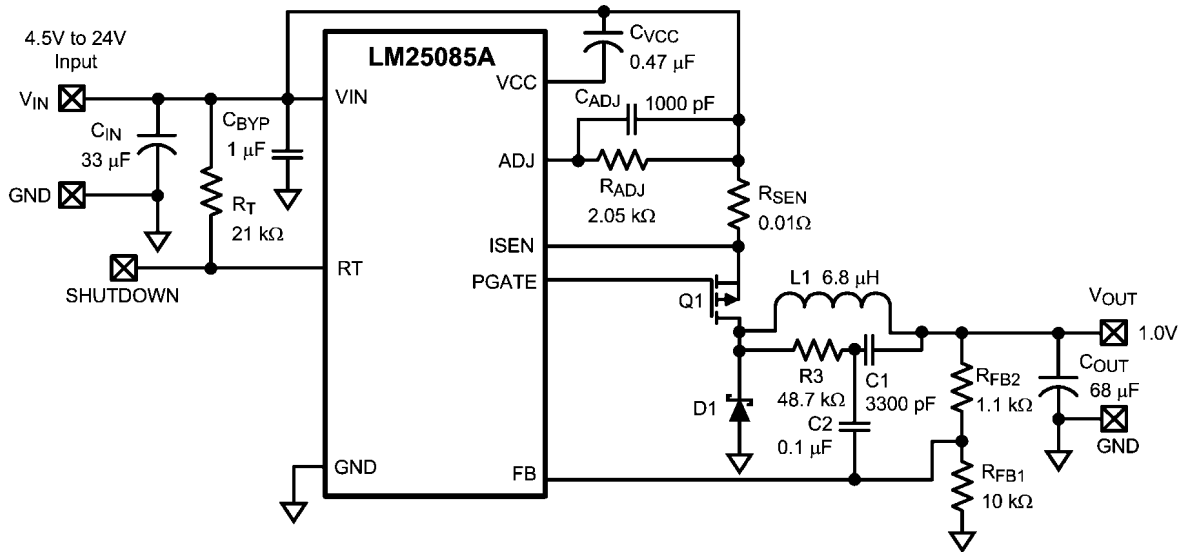 4.5V to 24V
Input
VIN
CIN
33 μF
GND
CBYP
1 μF
RT
21 kΩ
SHUTDOWN
LM25085A
VIN
RT
GND
VCC
ADJ
ISEN
PGATE
FB
CVCC
0.47 μF
CADJ
1000 pF
RADJ
2.05 kΩ
RSEN
0.01Ω
Q1
L1 6.8 μH
R3
48.7 kΩ
C1
3300 pF
C2
0.1 μF
D1
VOUT
1.0V
RFB2
1.1 kΩ
COUT
68 μF
GND
RFB1
10 kΩ